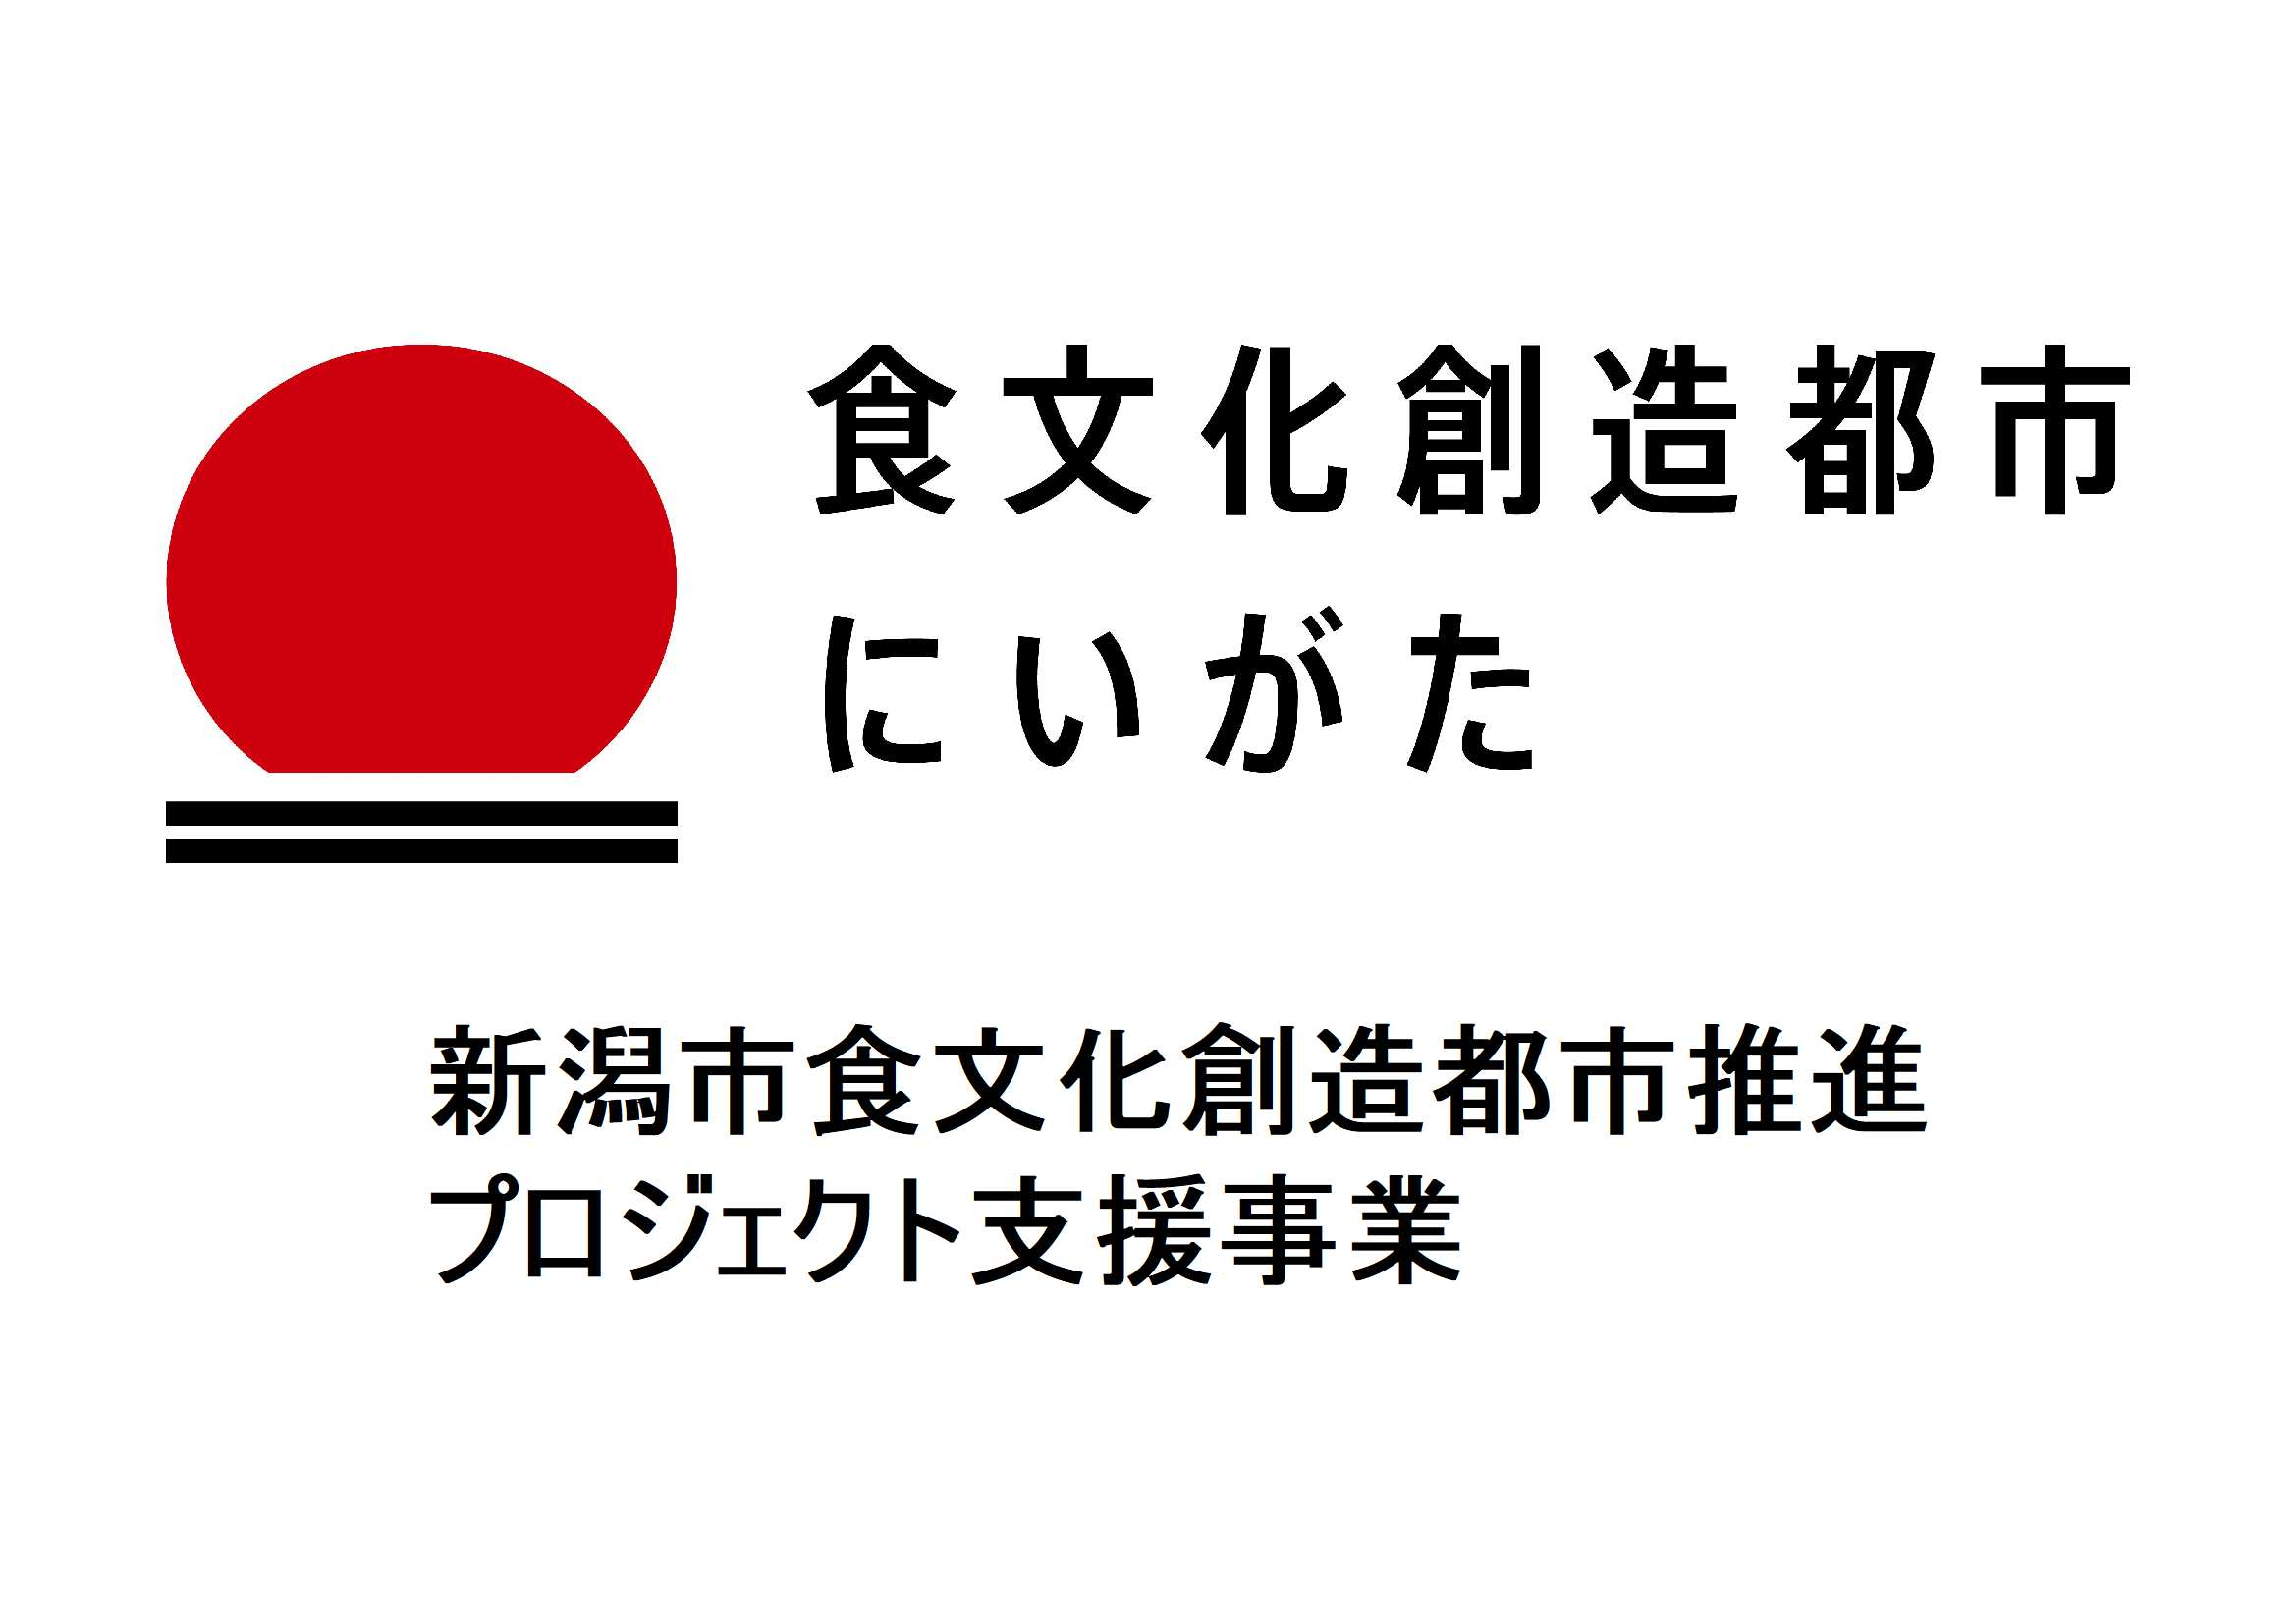 食文化創造都市
にいがた
新潟市食文化創造都市推進
プロジェクト支援事業